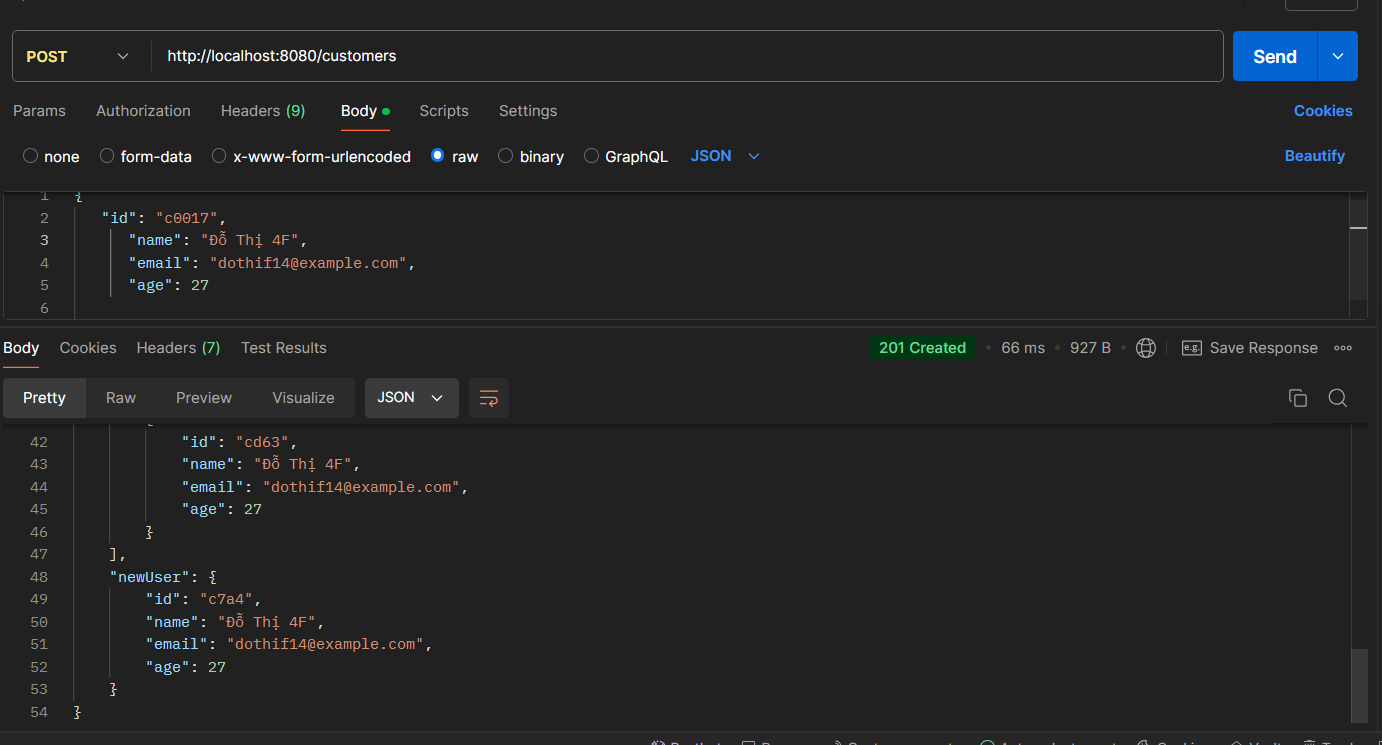 POST http://localhost:8080/customers Send
Params Authorization Headers (9) Body Scripts Settings Cookies
none form-data x-www-form-urlencoded raw binary GraphQL JSON Beautify
1 {
2 "id": "c0017",
3 "name": "Đỗ Thị 4F",
4 "email": "dothif14@example.com",
5 "age": 27
6
Body Cookies Headers (7) Test Results 201 Created 66 ms 927 B e.g. Save Response
Pretty Raw Preview Visualize JSON
42 "id": "cd63",
43 "name": "Đỗ Thị 4F",
44 "email": "dothif14@example.com",
45 "age": 27
46 }
47 ],
48 "newUser": {
49 "id": "c7a4",
50 "name": "Đỗ Thị 4F",
51 "email": "dothif14@example.com",
52 "age": 27
53 }
54 }